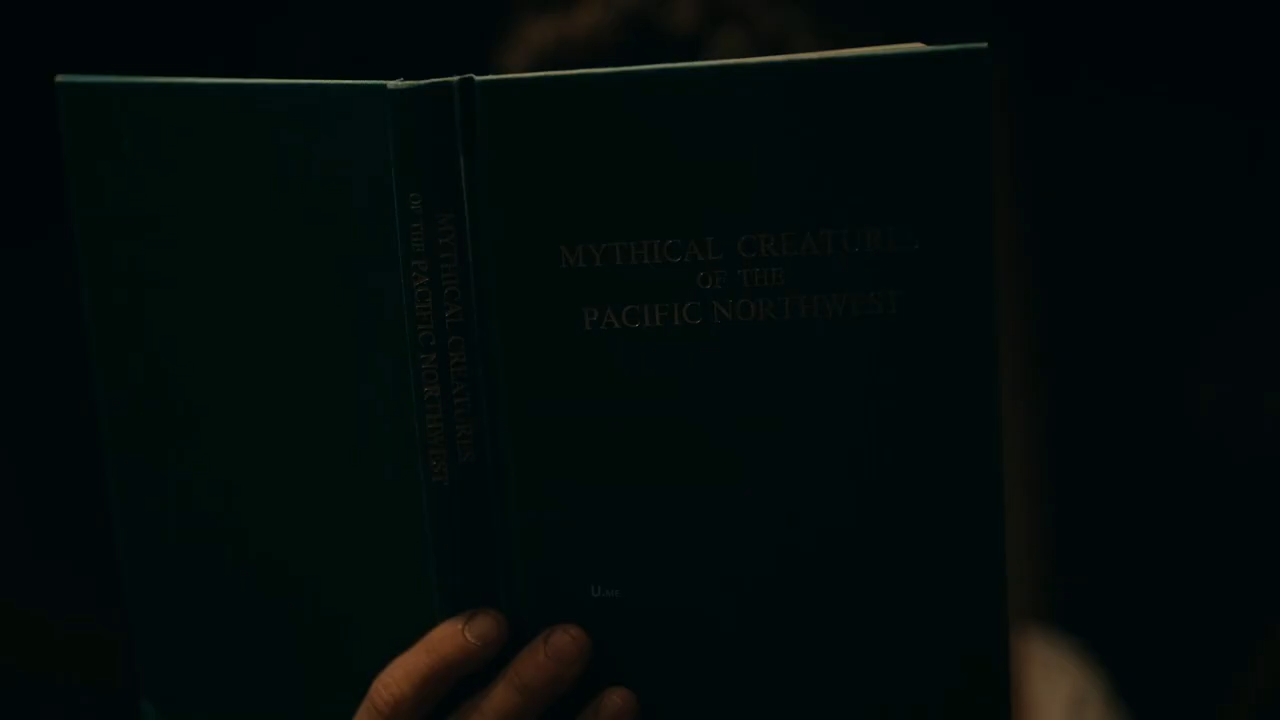 MYTHICAL CREATURES
OF THE PACIFIC NORTHWEST
MYTHICAL CREATURES
OF THE
PACIFIC NORTHWEST